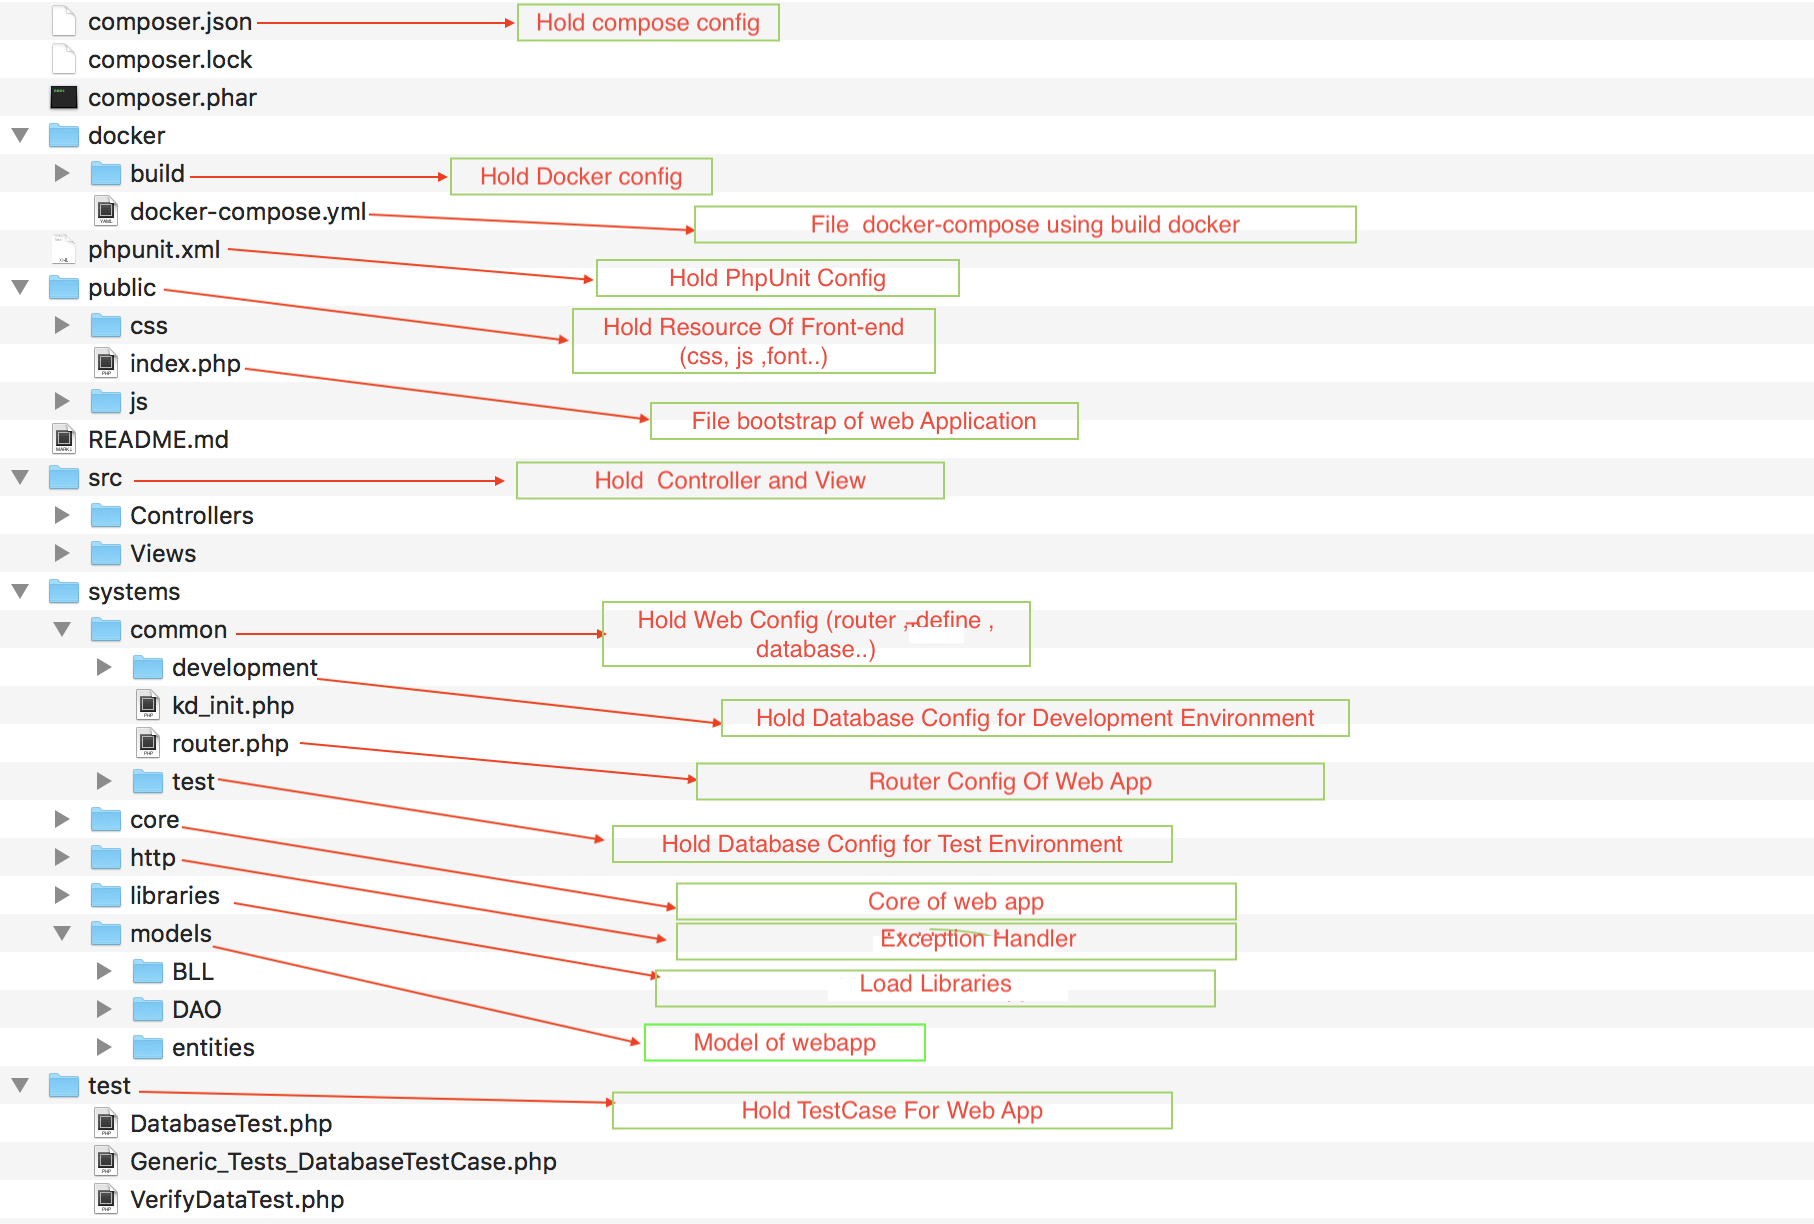 composer.json
Hold compose config
composer.lock
composer.phar
docker
build
Hold Docker config
docker-compose.yml
File  docker-compose using build docker
phpunit.xml
Hold PhpUnit Config
public
css
Hold Resource Of Front-end
(css, js ,font..)
index.php
js
File bootstrap of web Application
README.md
src
Hold  Controller and View
Controllers
Views
systems
common
Hold Web Config (router , define ,
database..)
development
kd_init.php
Hold Database Config for Development Environment
router.php
test
Router Config Of Web App
core
Hold Database Config for Test Environment
http
libraries
Core of web app
models
Exception Handler
BLL
Load Libraries
DAO
entities
Model of webapp
test
Hold TestCase For Web App
DatabaseTest.php
Generic_Tests_DatabaseTestCase.php
VerifyDataTest.php